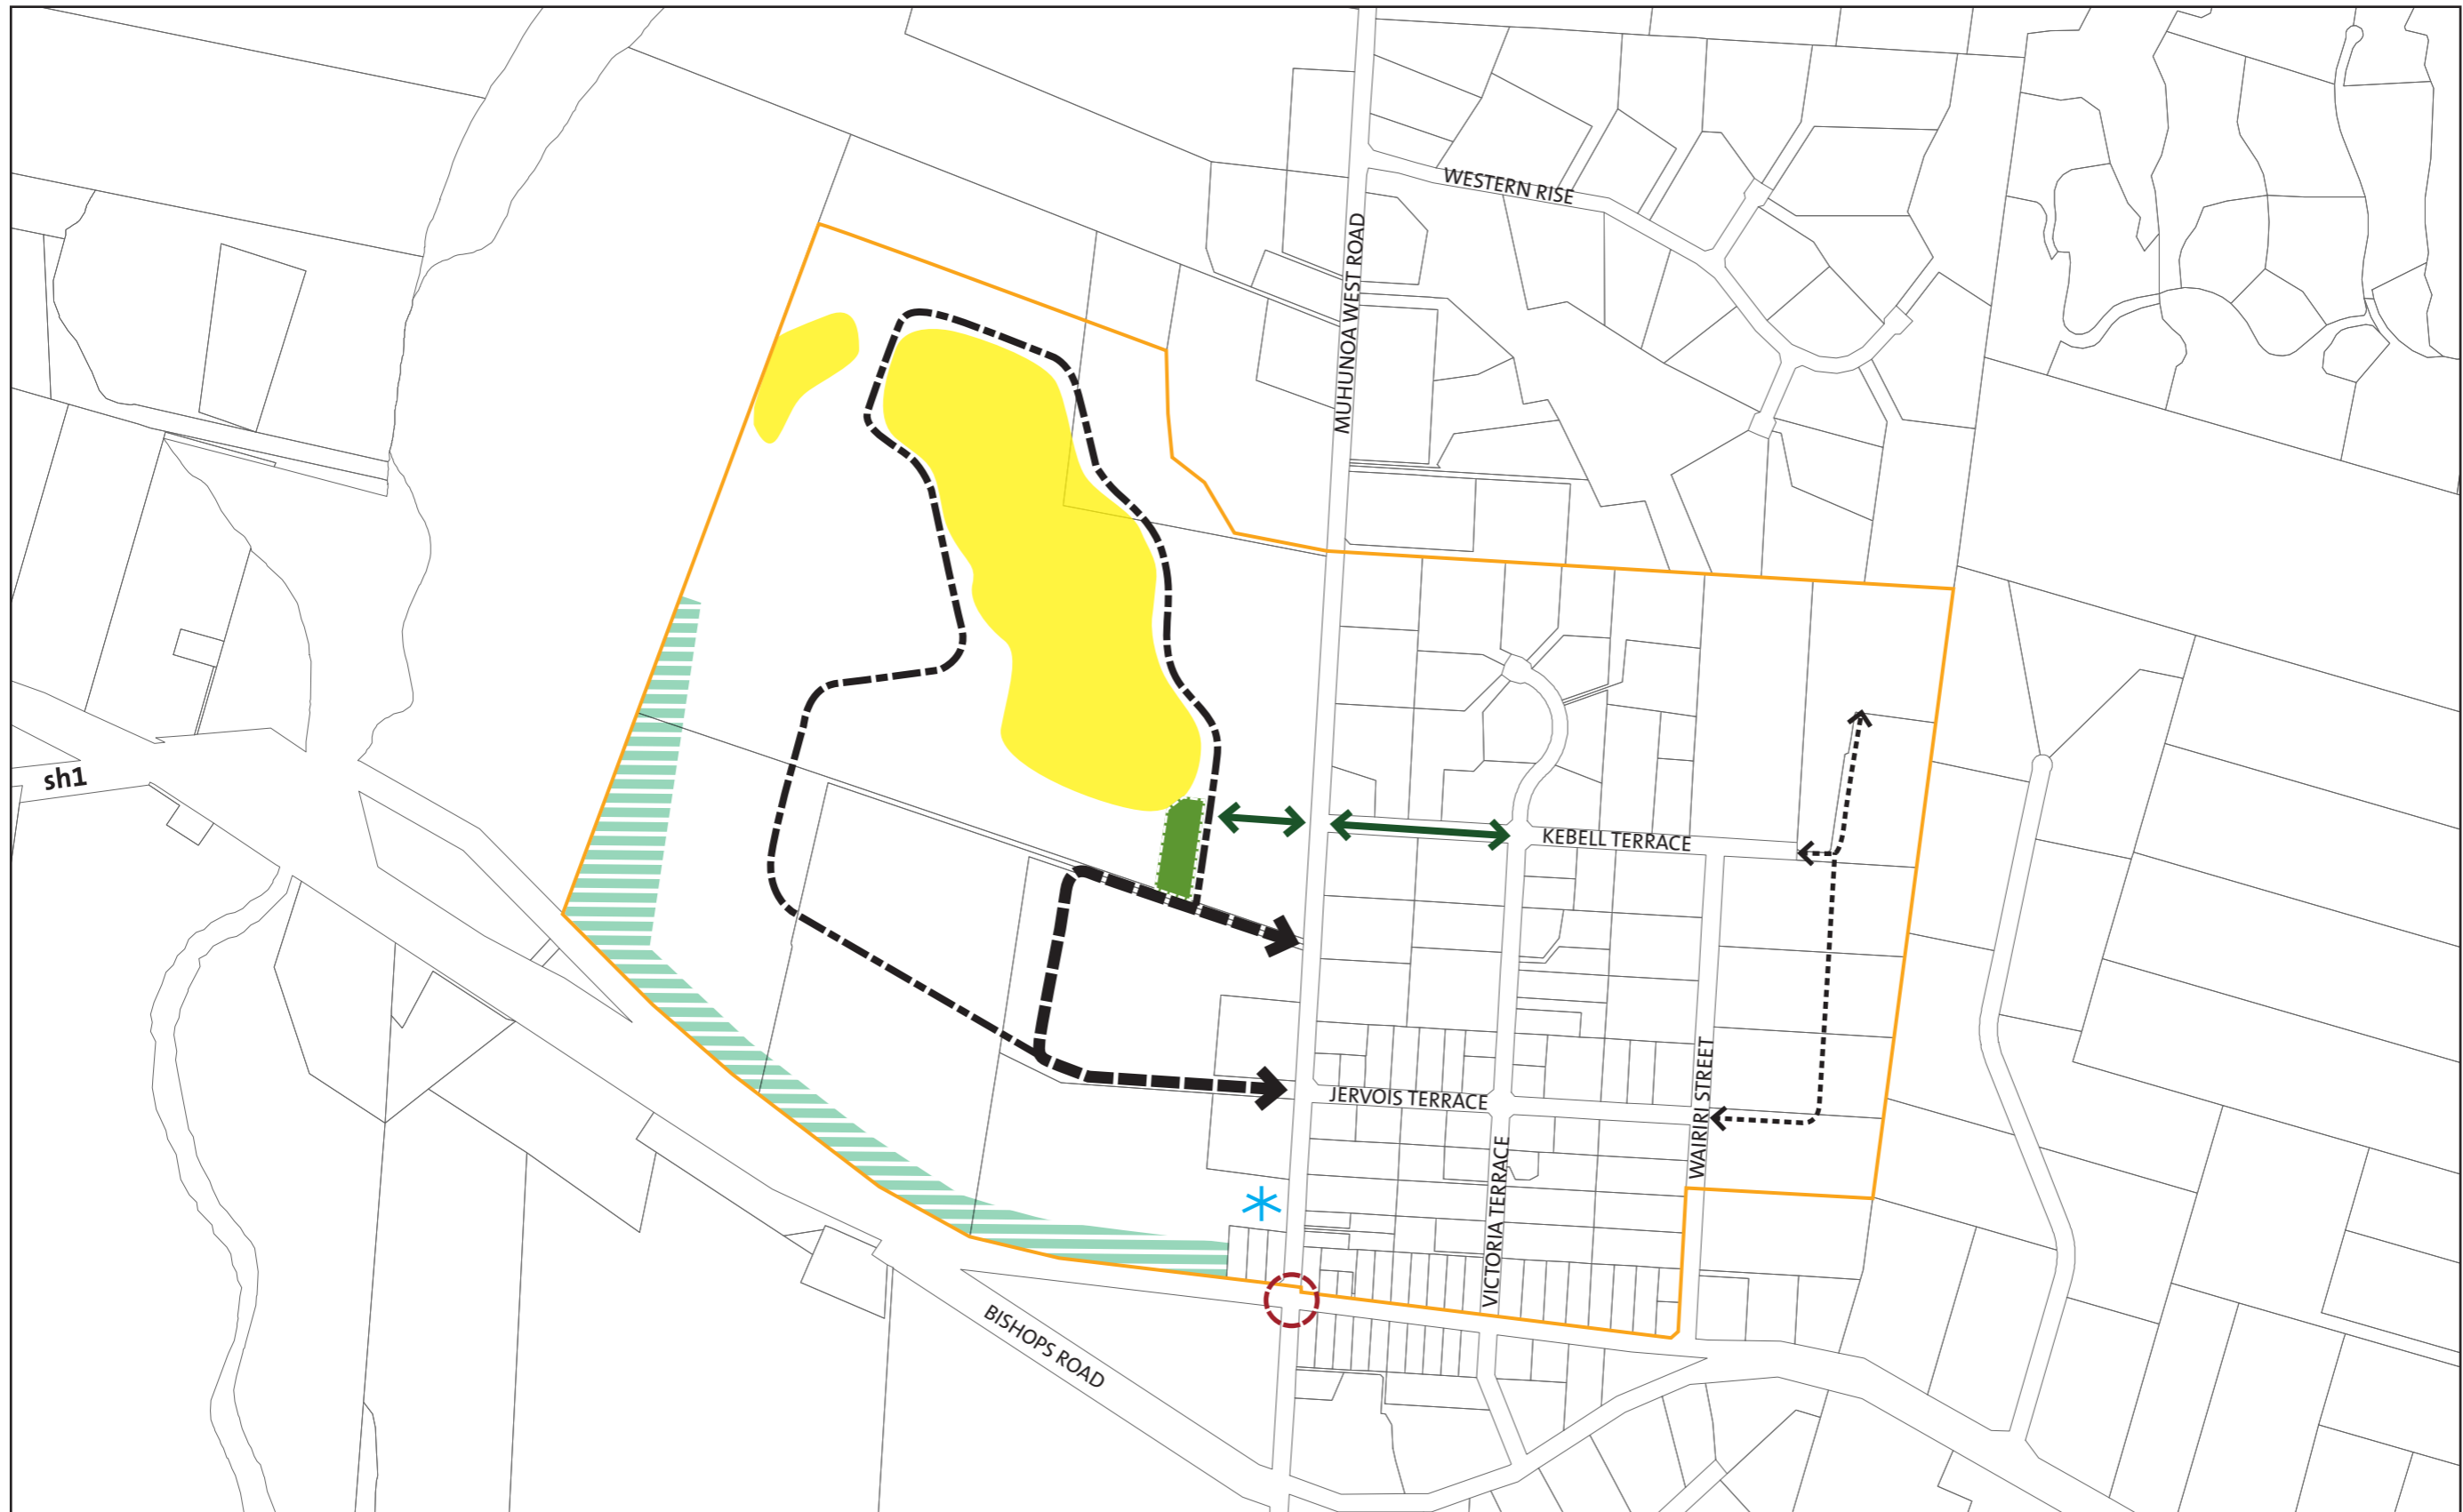 WESTERN RISE
MUHUNOA WEST ROAD
sh1
KEBELL TERRACE
JERVOIS TERRACE
WAIRIRI STREET
VICTORIA TERRACE
BISHOPS ROAD